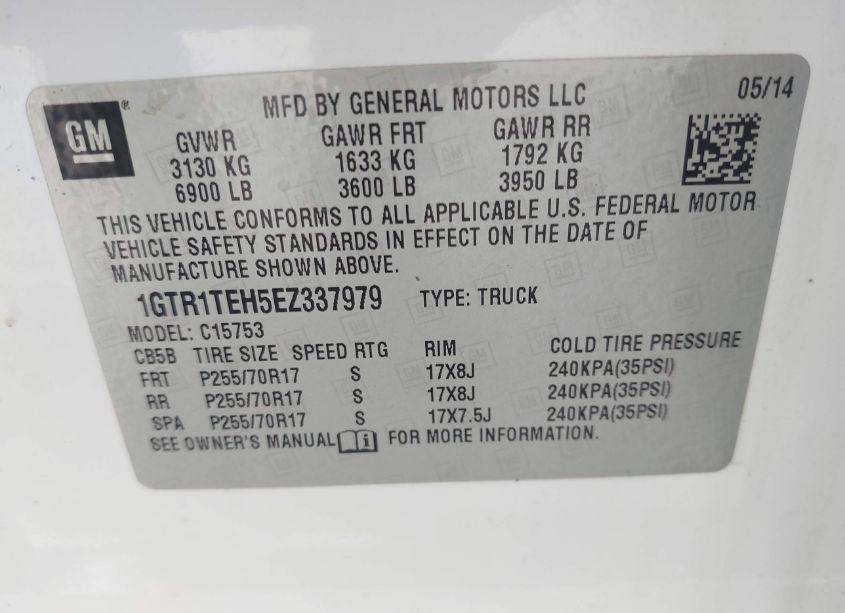 GM ®
MFD BY GENERAL MOTORS LLC 05/14
GVWR GAWR FRT GAWR RR
3130 KG 1633 KG 1792 KG
6900 LB 3600 LB 3950 LB
THIS VEHICLE CONFORMS TO ALL APPLICABLE U.S. FEDERAL MOTOR
VEHICLE SAFETY STANDARDS IN EFFECT ON THE DATE OF
MANUFACTURE SHOWN ABOVE.
1GTR1TEH5EZ337979 TYPE: TRUCK
MODEL: C15753
CB5B TIRE SIZE SPEED RTG RIM COLD TIRE PRESSURE
FRT P255/70R17 S 17X8J 240KPA(35PSI)
RR P255/70R17 S 17X8J 240KPA(35PSI)
SPA P255/70R17 S 17X7.5J 240KPA(35PSI)
SEE OWNER'S MANUAL i FOR MORE INFORMATION.